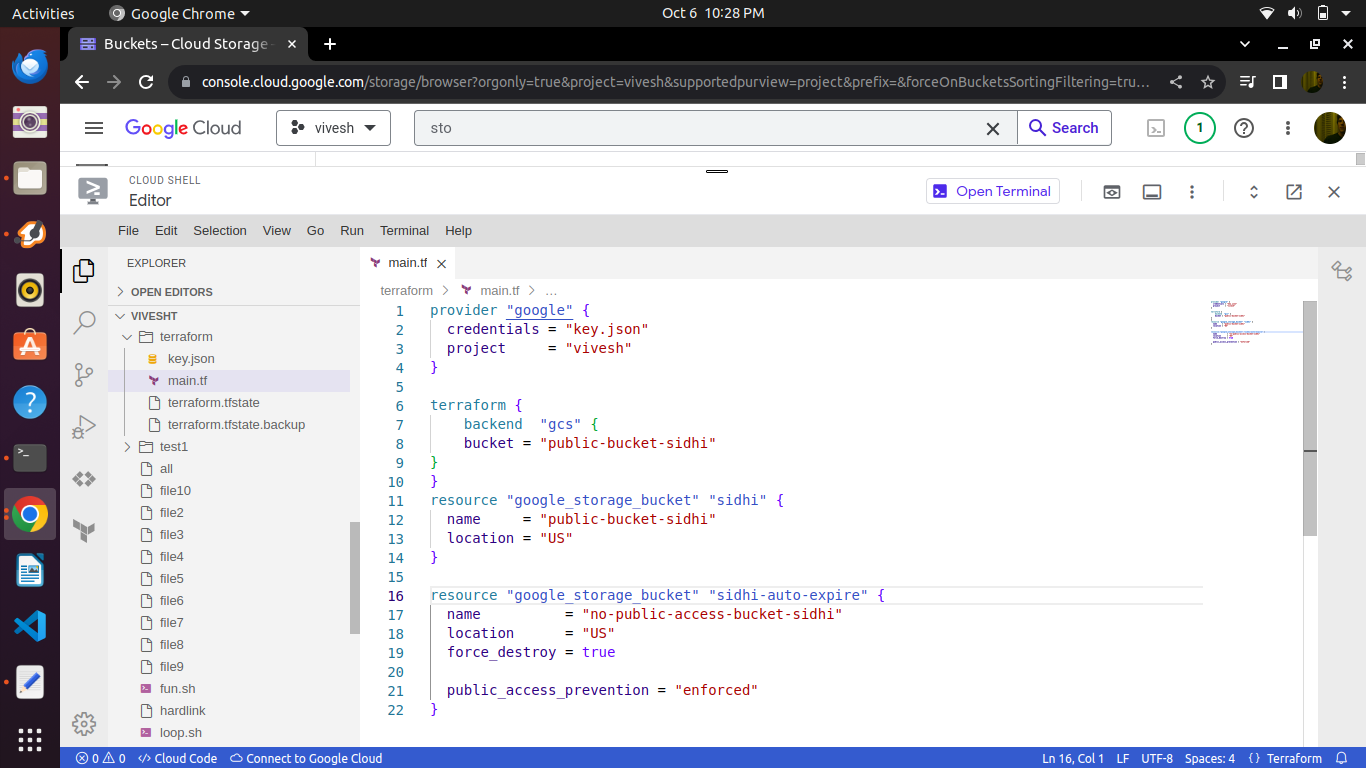 Activities
Google Chrome
Oct 6 10:28 PM
Buckets – Cloud Storage -
console.cloud.google.com/storage/browser?orgonly=true&project=vivesh&supportedpurview=project&prefix=&forceOnBucketsSortingFiltering=tru…
Google Cloud
vivesh
sto
Search
1
CLOUD SHELL
Editor
Open Terminal
File Edit Selection View Go Run Terminal Help
EXPLORER
OPEN EDITORS
VIVESHT
terraform
key.json
main.tf
terraform.tfstate
terraform.tfstate.backup
test1
all
file10
file2
file3
file4
file5
file6
file7
file8
file9
fun.sh
hardlink
loop.sh
main.tf
terraform > main.tf > …
1 provider "google" {
2 credentials = "key.json"
3 project     = "vivesh"
4 }
5
6 terraform {
7 backend  "gcs" {
8 bucket = "public-bucket-sidhi"
9 }
10 }
11 resource "google_storage_bucket" "sidhi" {
12 name     = "public-bucket-sidhi"
13 location = "US"
14 }
15
16 resource "google_storage_bucket" "sidhi-auto-expire" {
17 name          = "no-public-access-bucket-sidhi"
18 location      = "US"
19 force_destroy = true
20
21 public_access_prevention = "enforced"
22 }
0 0 Cloud Code Connect to Google Cloud
Ln 16, Col 1 LF UTF-8 Spaces: 4 {} Terraform